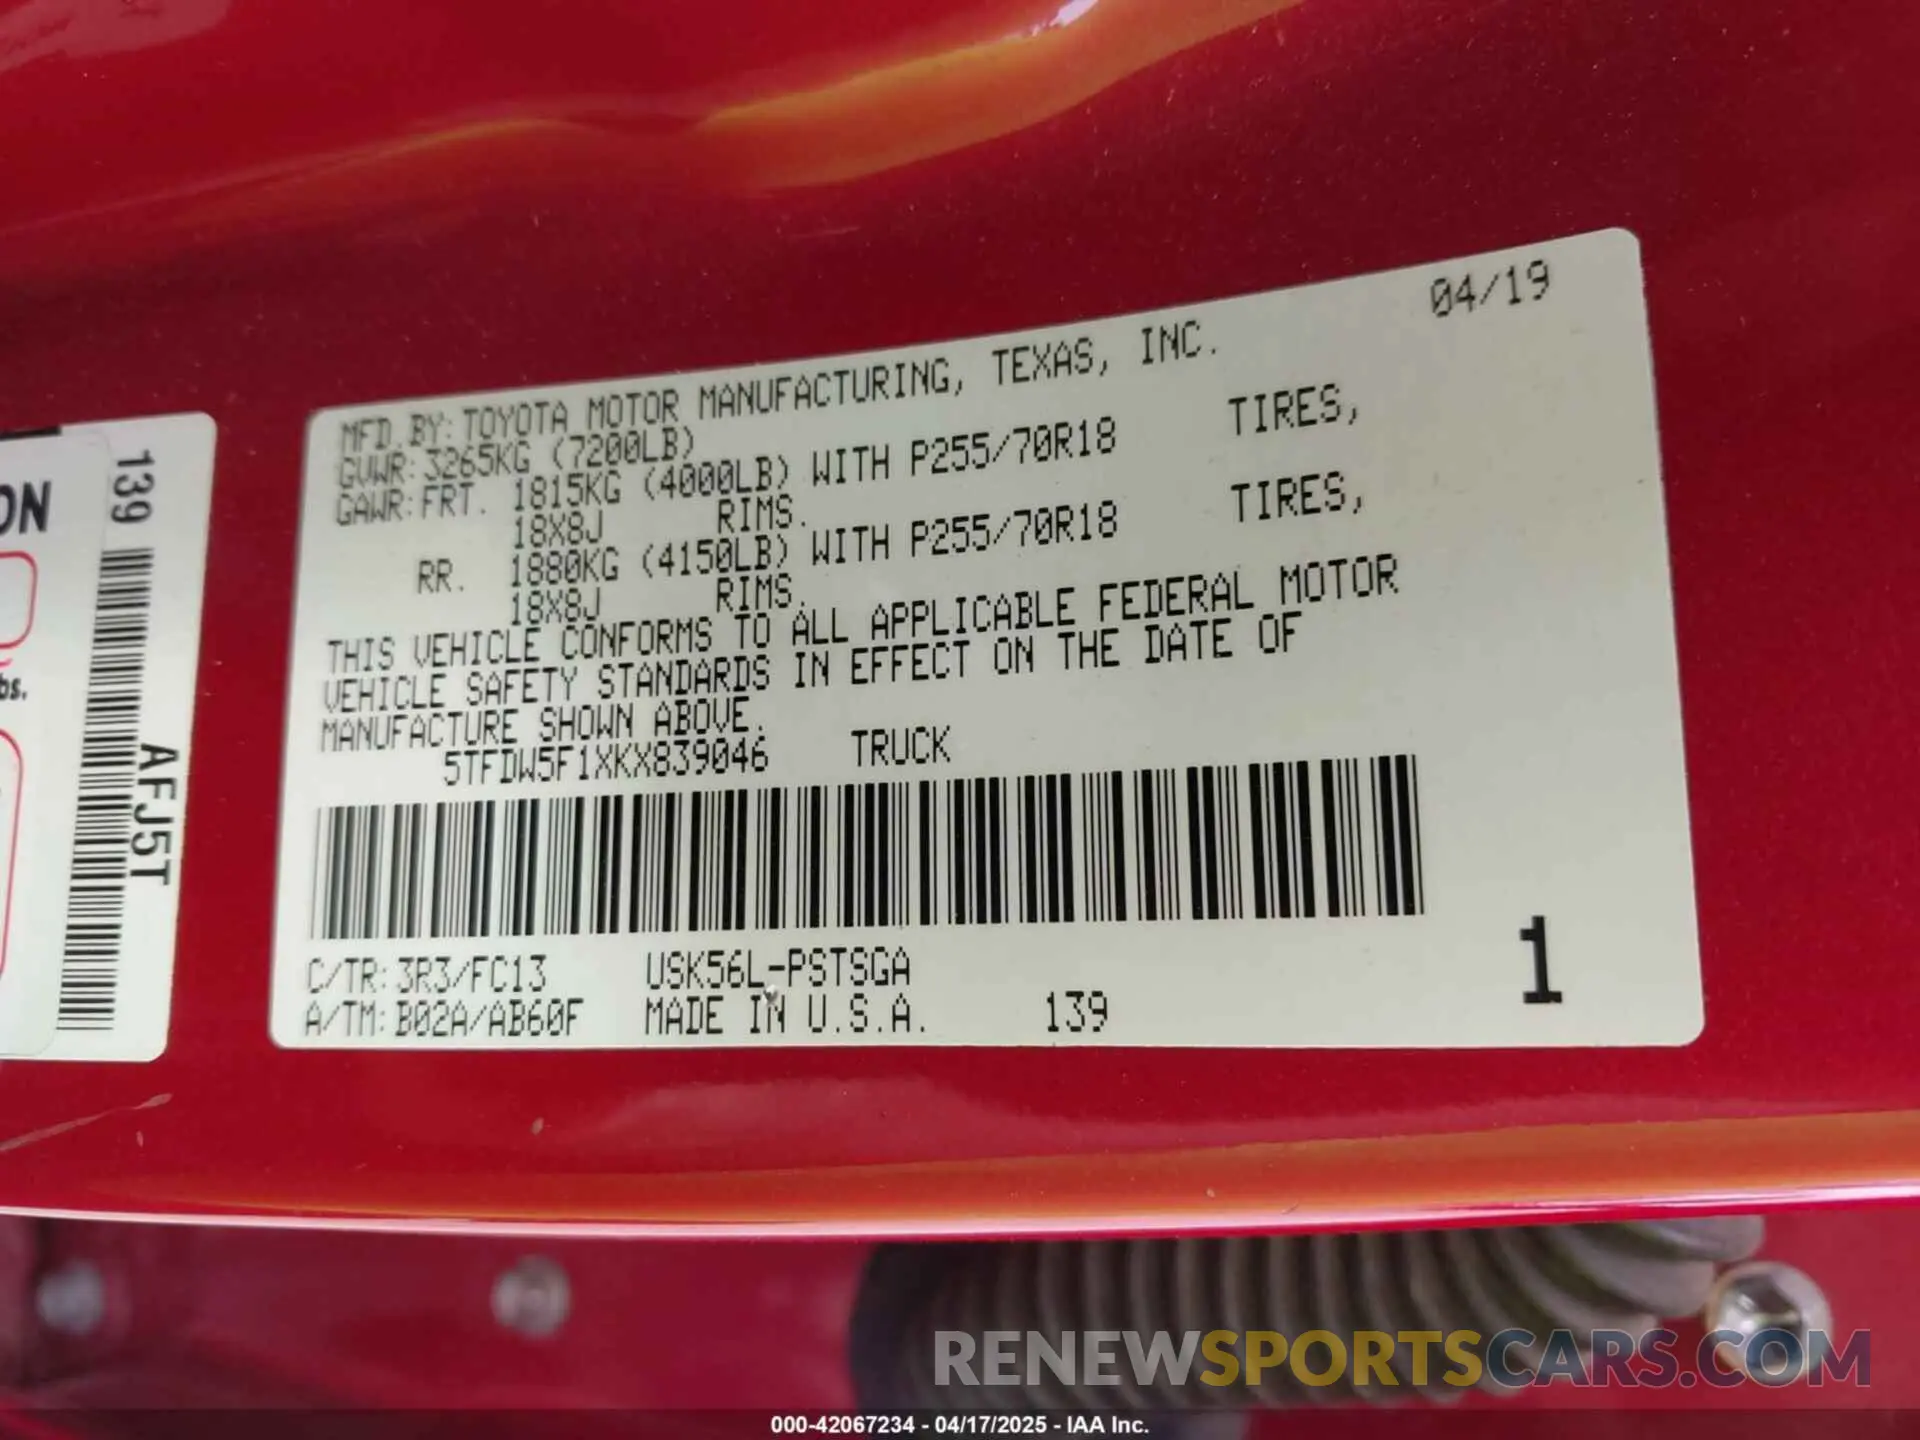 ON
bs.
139
AFJ5T
04/19
MFD.BY:TOYOTA MOTOR MANUFACTURING, TEXAS, INC.
GVWR:3265KG (7200LB)
GAWR:FRT. 1815KG (4000LB) WITH P255/70R18 TIRES,
18X8J RIMS.
RR. 1880KG (4150LB) WITH P255/70R18 TIRES,
18X8J RIMS.
THIS VEHICLE CONFORMS TO ALL APPLICABLE FEDERAL MOTOR
VEHICLE SAFETY STANDARDS IN EFFECT ON THE DATE OF
MANUFACTURE SHOWN ABOVE.
5TFDW5F1XKX839046 TRUCK
C/TR:3R3/FC13 USK56L-PSTSGA
A/TM:B02A/AB60F MADE IN U.S.A. 139
1
RENEWSPORTSCARS.COM
000-42067234 - 04/17/2025 - IAA Inc.